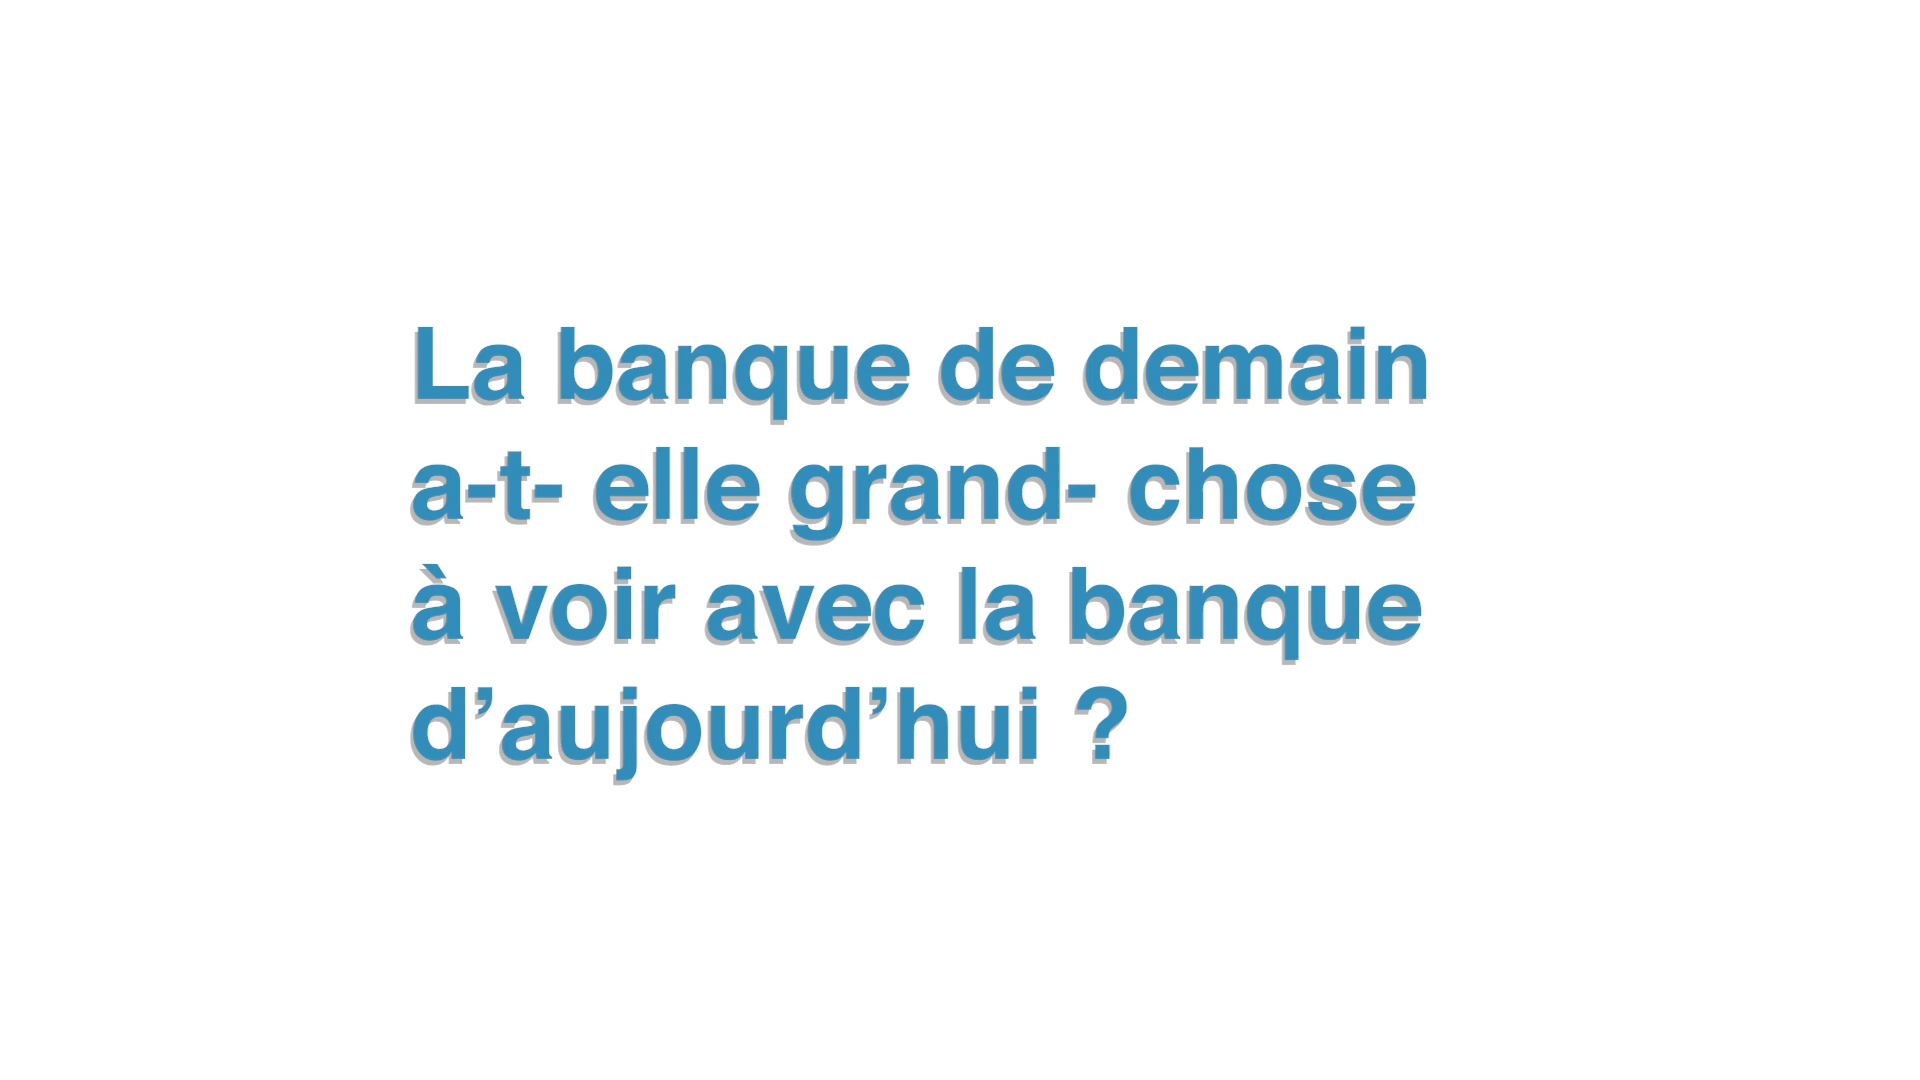 La banque de demain
a-t- elle grand- chose
à voir avec la banque
d’aujourd’hui ?